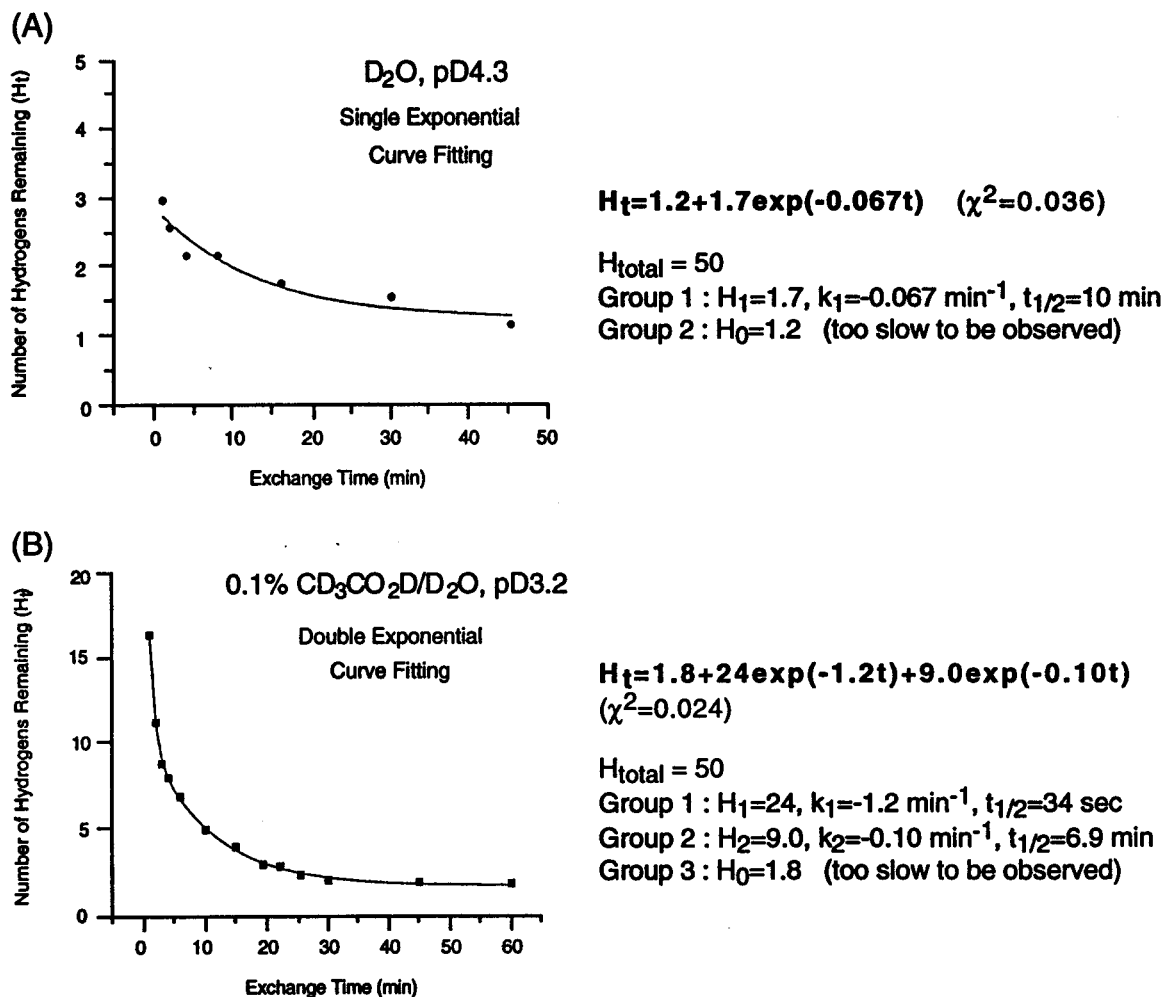 (A)
Number of Hydrogens Remaining (Ht)
5
4
3
2
1
0
0 10 20 30 40 50
Exchange Time (min)
D₂O, pD4.3
Single Exponential
Curve Fitting
Ht=1.2+1.7exp(-0.067t) (χ²=0.036)
Htotal = 50
Group 1 : H₁=1.7, k₁=-0.067 min⁻¹, t₁/₂=10 min
Group 2 : H₀=1.2 (too slow to be observed)
(B)
Number of Hydrogens Remaining (Ht)
20
15
10
5
0
0 10 20 30 40 50 60
Exchange Time (min)
0.1% CD₃CO₂D/D₂O, pD3.2
Double Exponential
Curve Fitting
Ht=1.8+24exp(-1.2t)+9.0exp(-0.10t)
(χ²=0.024)
Htotal = 50
Group 1 : H₁=24, k₁=-1.2 min⁻¹, t₁/₂=34 sec
Group 2 : H₂=9.0, k₂=-0.10 min⁻¹, t₁/₂=6.9 min
Group 3 : H₀=1.8 (too slow to be observed)